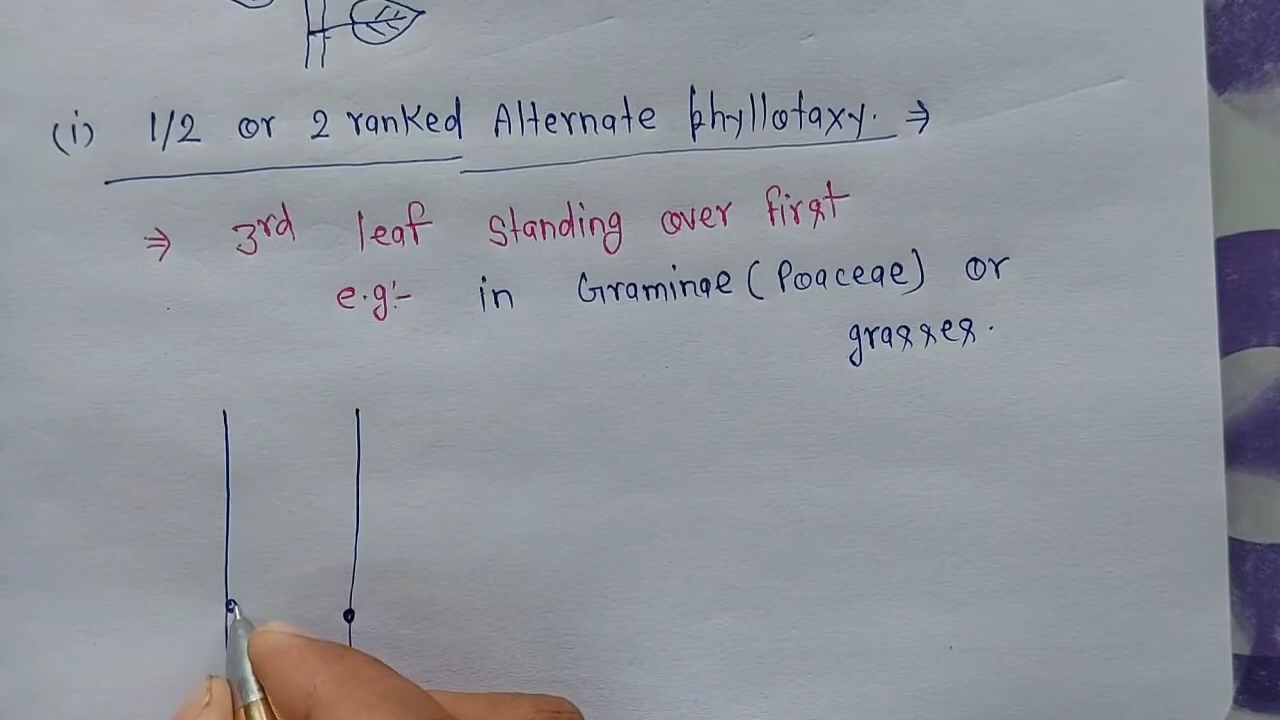 (i) 1/2 or 2 ranked Alternate phyllotaxy. ⇒
⇒ 3rd leaf standing over first
e.g:- in Graminae (Poaceae) or
grasses.